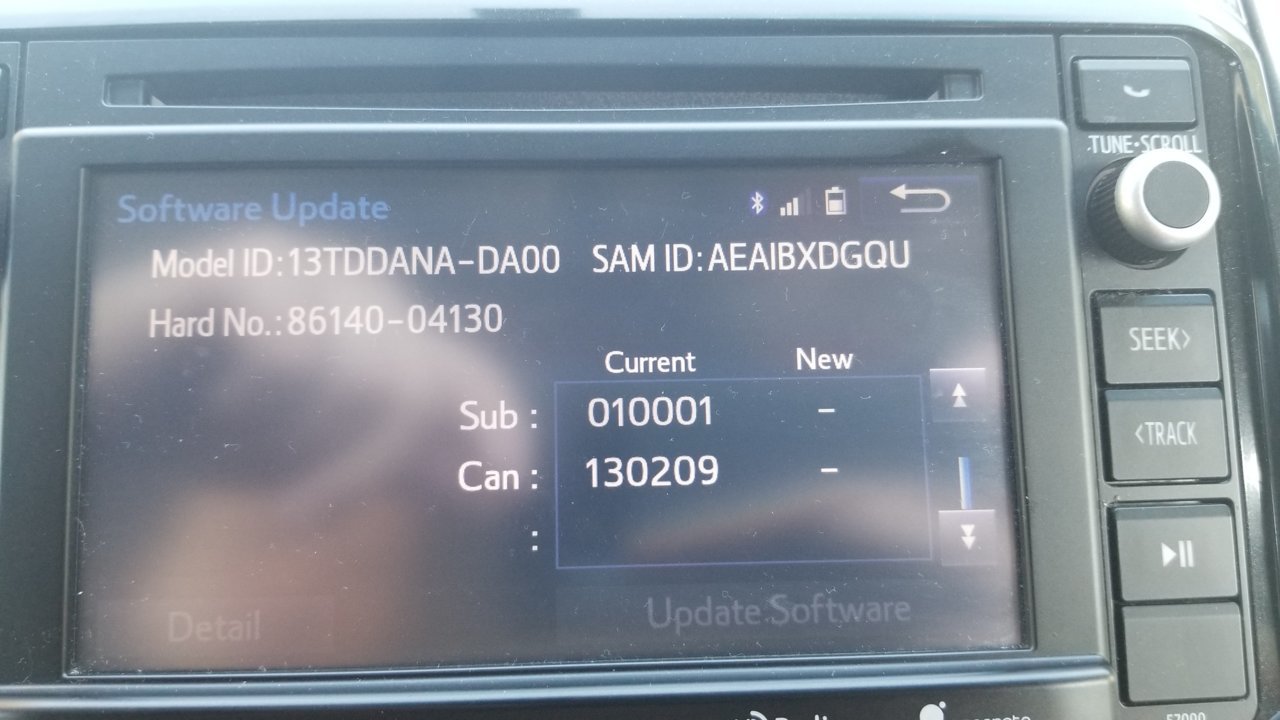 TUNE·SCROLL
Software Update
Model ID:13TDDANA-DA00 SAM ID:AEAIBXDGQU
Hard No.:86140-04130
Current New
Sub : 010001 -
Can : 130209 -
:
Detail
Update Software
SEEK>
<TRACK